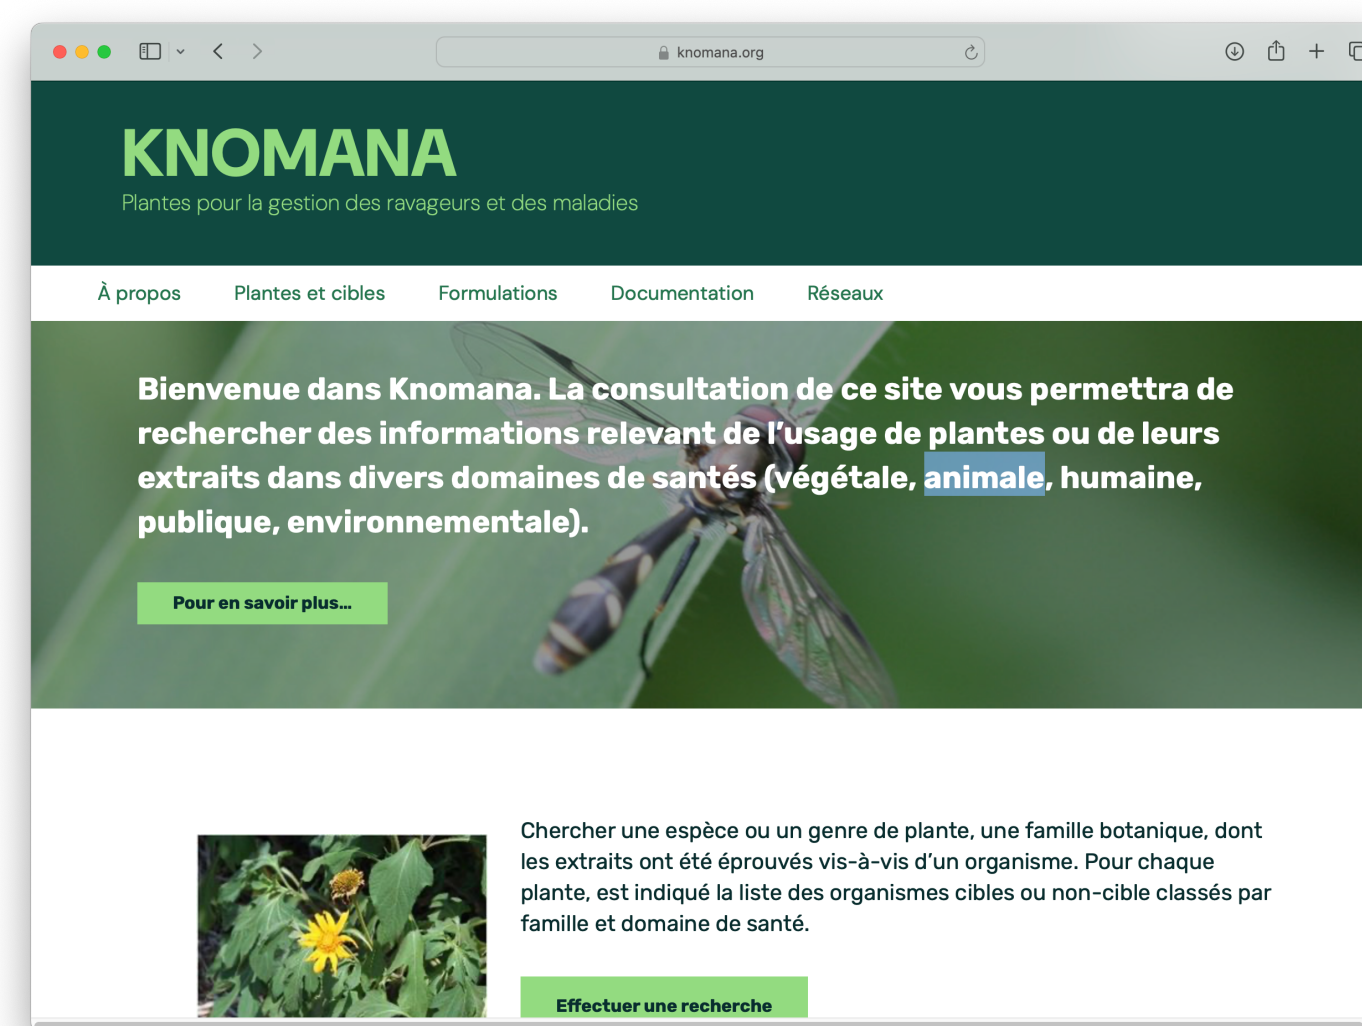 knomana.org
KNOMANA
Plantes pour la gestion des ravageurs et des maladies
À propos Plantes et cibles Formulations Documentation Réseaux
Bienvenue dans Knomana. La consultation de ce site vous permettra de
rechercher des informations relevant de l'usage de plantes ou de leurs
extraits dans divers domaines de santés (végétale, animale, humaine,
publique, environnementale).
Pour en savoir plus...
Chercher une espèce ou un genre de plante, une famille botanique, dont
les extraits ont été éprouvés vis-à-vis d'un organisme. Pour chaque
plante, est indiqué la liste des organismes cibles ou non-cible classés par
famille et domaine de santé.
Effectuer une recherche